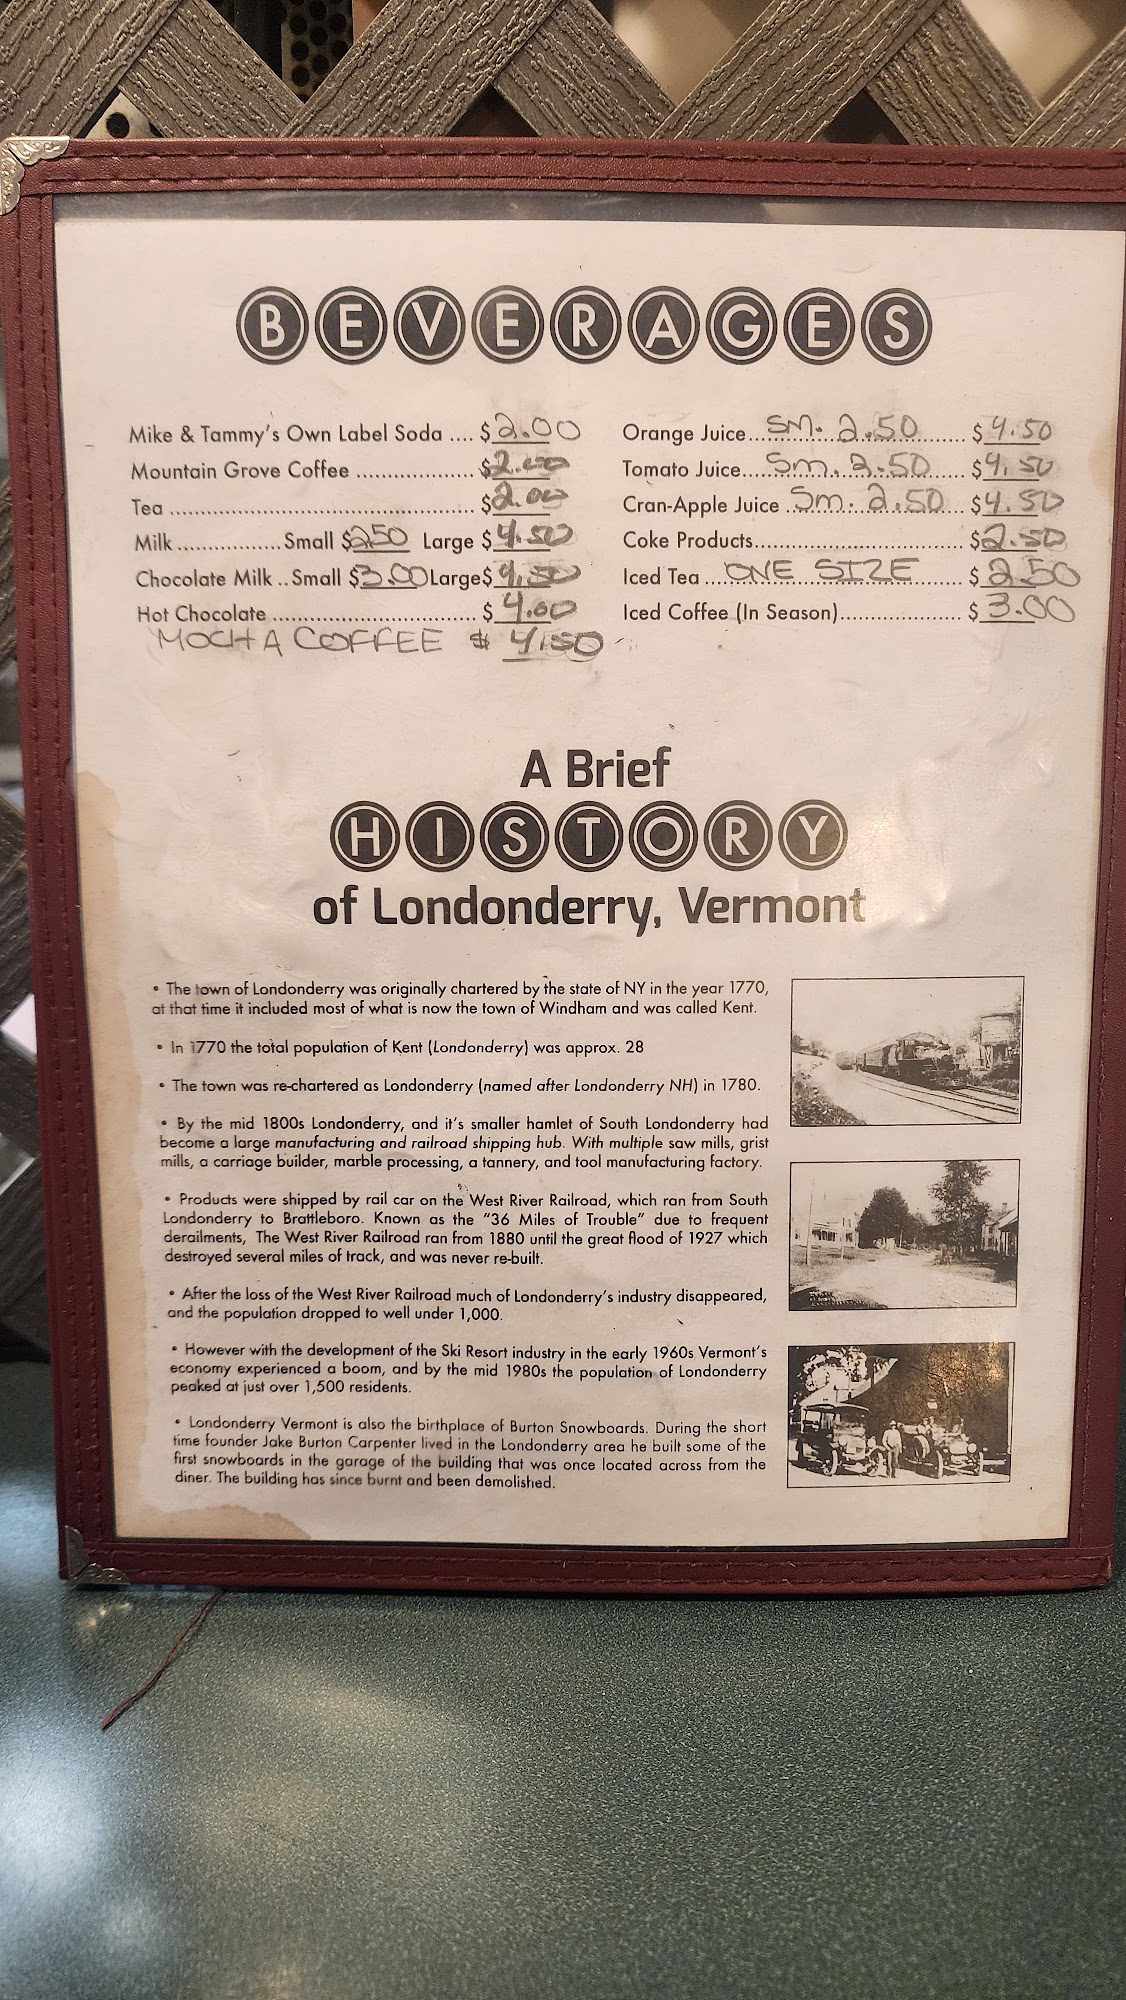 BEVERAGES
Mike & Tammy's Own Label Soda .... $2.00
Mountain Grove Coffee ................. $
Tea ............................................. $2.00
Milk ............... Small $2.50 Large $4.50
Chocolate Milk .. Small $3.00 Large $4.50
Hot Chocolate .............................. $4.00
MOCHA COFFEE $4.50
Orange Juice..... SM. 2.50 ...... $4.50
Tomato Juice..... Sm. 2.50 ...... $4.50
Cran-Apple Juice .. Sm. 2.50 ... $4.50
Coke Products............................... $2.50
Iced Tea .... ONE SIZE ........ $2.50
Iced Coffee (In Season).................. $3.00
A Brief
HISTORY
of Londonderry, Vermont
• The town of Londonderry was originally chartered by the state of NY in the year 1770,
at that time it included most of what is now the town of Windham and was called Kent.
• In 1770 the total population of Kent (Londonderry) was approx. 28
• The town was re-chartered as Londonderry (named after Londonderry NH) in 1780.
• By the mid 1800s Londonderry, and it's smaller hamlet of South Londonderry had
become a large manufacturing and railroad shipping hub. With multiple saw mills, grist
mills, a carriage builder, marble processing, a tannery, and tool manufacturing factory.
• Products were shipped by rail car on the West River Railroad, which ran from South
Londonderry to Brattleboro. Known as the "36 Miles of Trouble" due to frequent
derailments, The West River Railroad ran from 1880 until the great flood of 1927 which
destroyed several miles of track, and was never re-built.
• After the loss of the West River Railroad much of Londonderry's industry disappeared,
and the population dropped to well under 1,000.
• However with the development of the Ski Resort industry in the early 1960s Vermont's
economy experienced a boom, and by the mid 1980s the population of Londonderry
peaked at just over 1,500 residents.
• Londonderry Vermont is also the birthplace of Burton Snowboards. During the short
time founder Jake Burton Carpenter lived in the Londonderry area he built some of the
first snowboards in the garage of the building that was once located across from the
diner. The building has since burnt and been demolished.